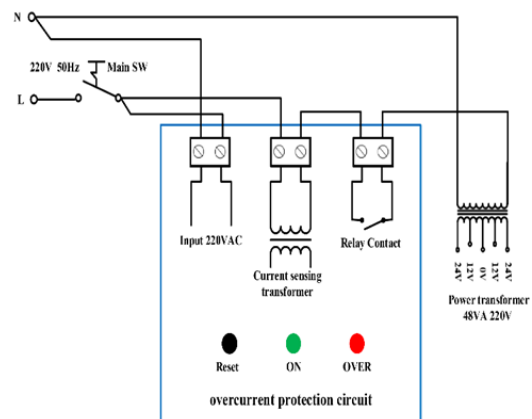 N
220V 50Hz Main SW
L
Input 220VAC
Relay Contact
Current sensing
transformer
24V
12V
0V
12V
24V
Power transformer
48VA 220V
Reset
ON
OVER
overcurrent protection circuit